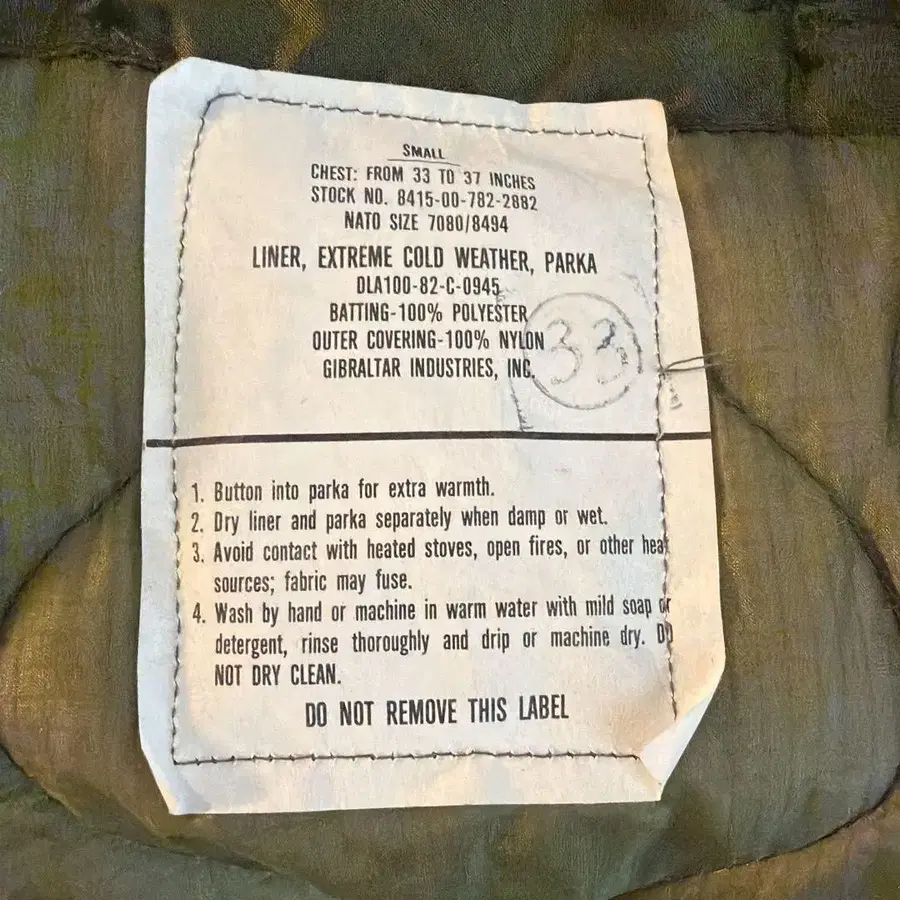 SMALL
CHEST: FROM 33 TO 37 INCHES
STOCK NO. 8415-00-782-2882
NATO SIZE 7080/8494
LINER, EXTREME COLD WEATHER, PARKA
DLA100-82-C-0945
BATTING-100% POLYESTER
OUTER COVERING-100% NYLON
GIBRALTAR INDUSTRIES, INC.
33
1. Button into parka for extra warmth.
2. Dry liner and parka separately when damp or wet.
3. Avoid contact with heated stoves, open fires, or other heat
sources; fabric may fuse.
4. Wash by hand or machine in warm water with mild soap or
detergent, rinse thoroughly and drip or machine dry. DO
NOT DRY CLEAN.
DO NOT REMOVE THIS LABEL